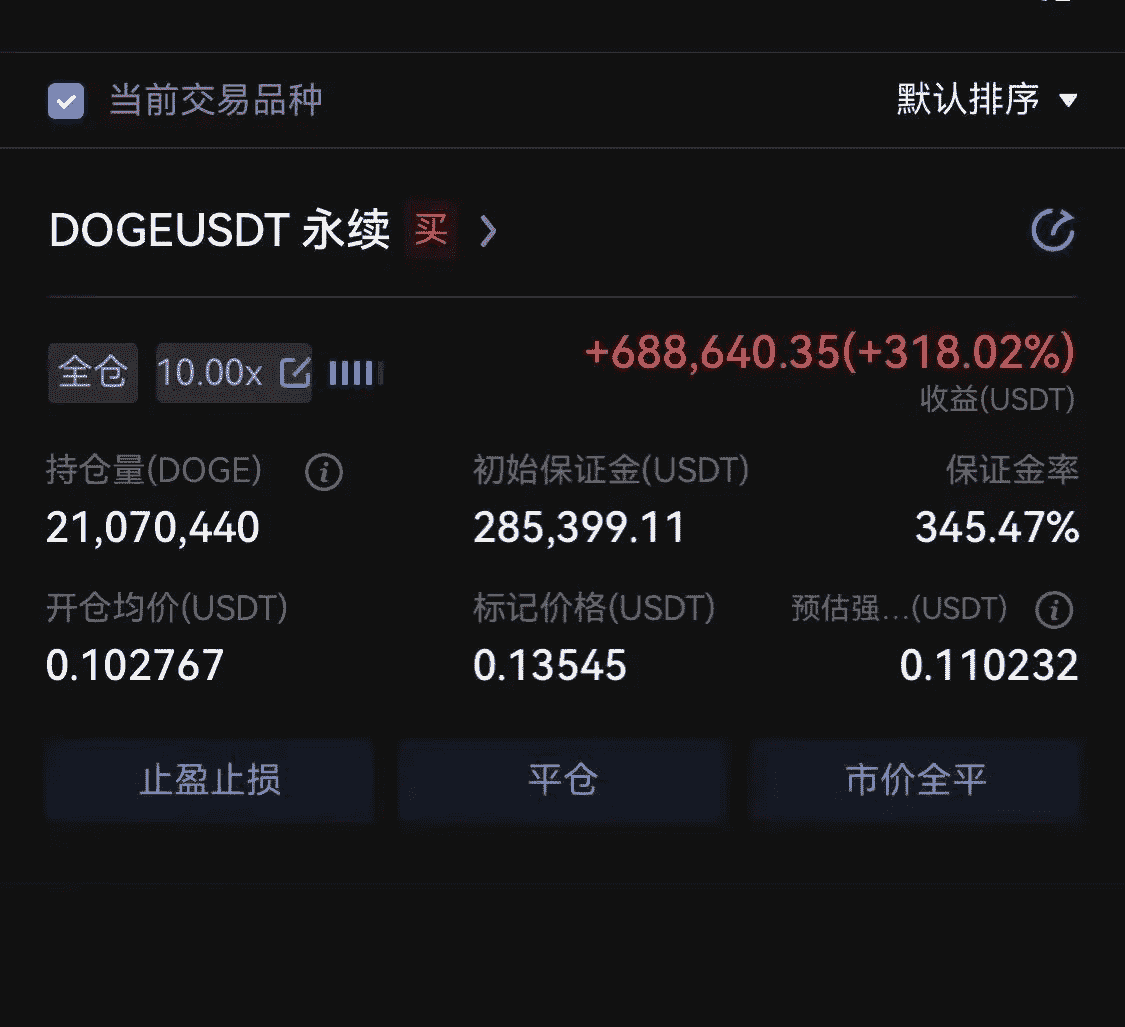 当前交易品种 默认排序
DOGEUSDT 永续 买
全仓 10.00x +688,640.35(+318.02%)
收益(USDT)
持仓量(DOGE) 初始保证金(USDT) 保证金率
21,070,440 285,399.11 345.47%
开仓均价(USDT) 标记价格(USDT) 预估强...(USDT)
0.102767 0.13545 0.110232
止盈止损 平仓 市价全平